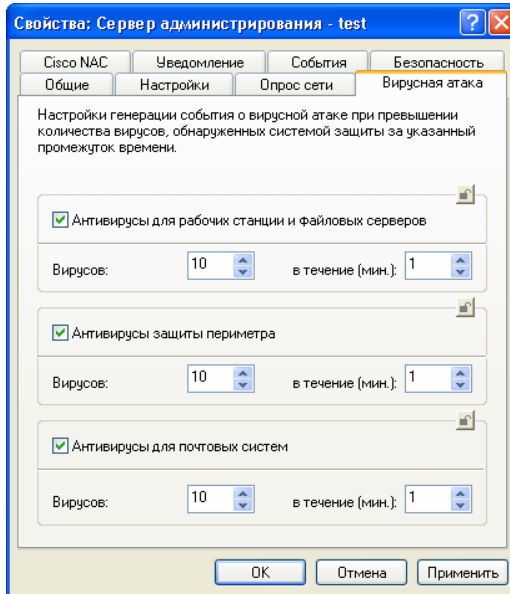 Свойства: Сервер администрирования - test
Cisco NAC Уведомление События Безопасность
Общие Настройки Опрос сети Вирусная атака
Настройки генерации события о вирусной атаке при превышении
количества вирусов, обнаруженных системой защиты за указанный
промежуток времени.
Антивирусы для рабочих станции и файловых серверов
Вирусов: 10 в течение (мин.): 1
Антивирусы защиты периметра
Вирусов: 10 в течение (мин.): 1
Антивирусы для почтовых систем
Вирусов: 10 в течение (мин.): 1
OK Отмена Применить